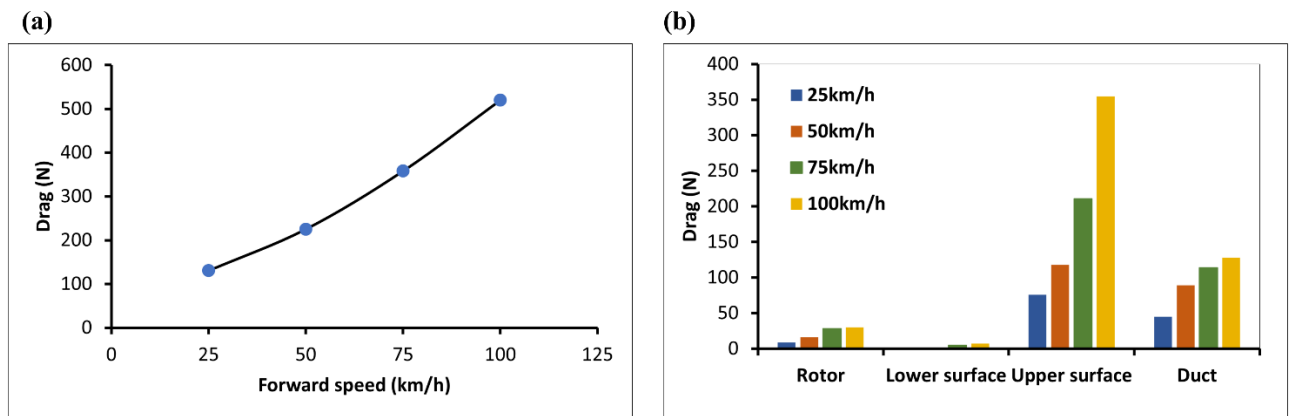 (a)
600
500
400
300
200
100
0
Drag (N)
0 25 50 75 100 125
Forward speed (km/h)
(b)
400
350
300
250
200
150
100
50
0
Drag (N)
25km/h
50km/h
75km/h
100km/h
Rotor Lower surface Upper surface Duct